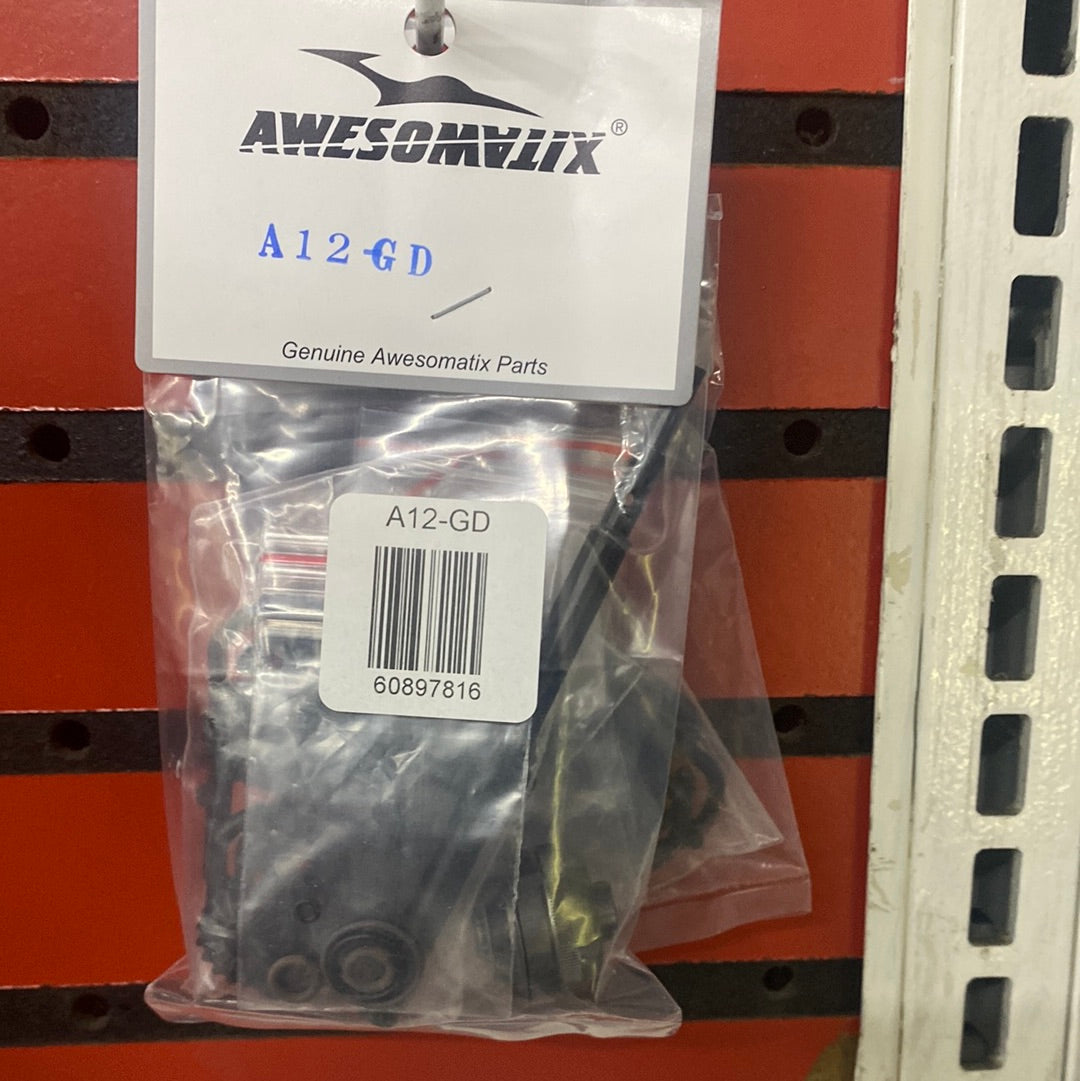 AWESOMATIX®
A12-GD
Genuine Awesomatix Parts
A12-GD
60897816